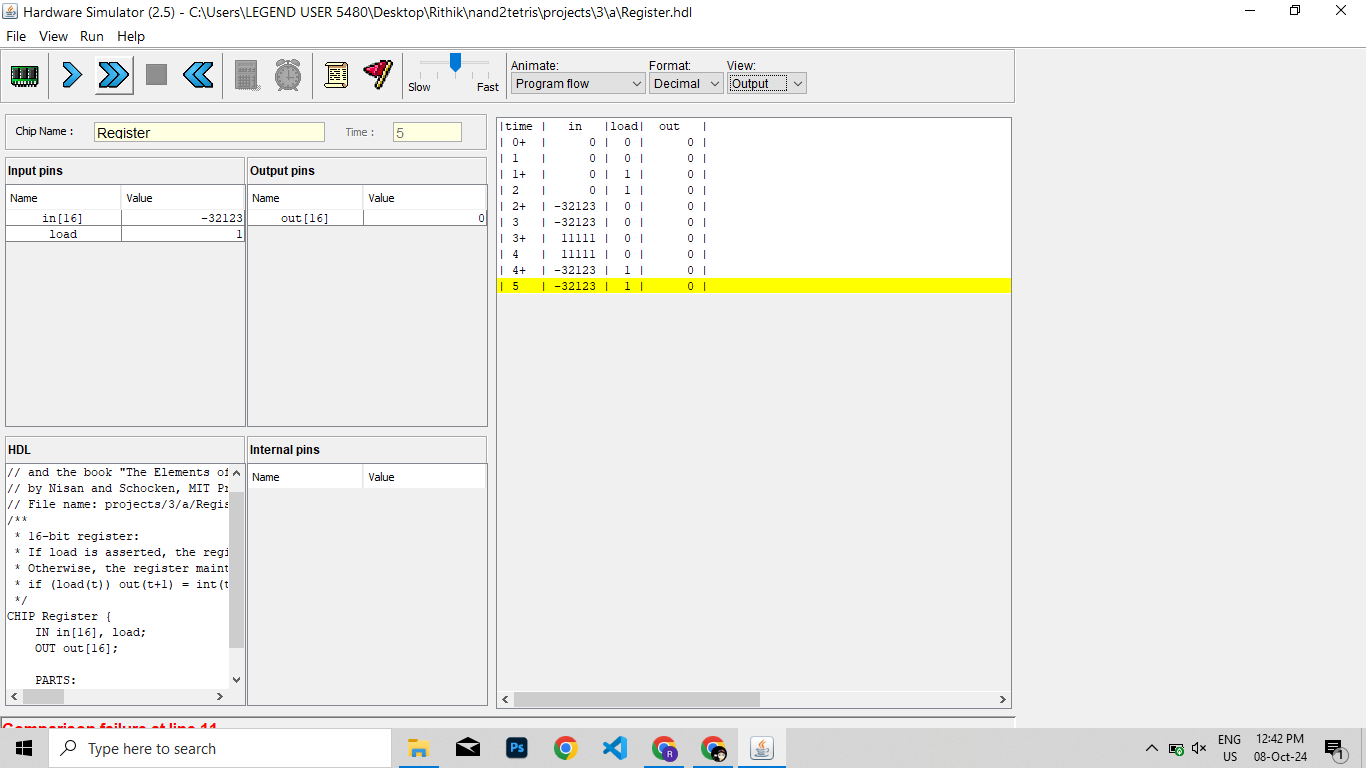 Hardware Simulator (2.5) - C:\Users\LEGEND USER 5480\Desktop\Rithik\nand2tetris\projects\3\a\Register.hdl
File View Run Help
Slow Fast
Animate: Format: View:
Program flow Decimal Output
Chip Name : Register Time : 5
Input pins
Name Value
in[16] -32123
load 1
Output pins
Name Value
out[16] 0
|time | in |load| out |
| 0+ | 0 | 0 | 0 |
| 1 | 0 | 0 | 0 |
| 1+ | 0 | 1 | 0 |
| 2 | 0 | 1 | 0 |
| 2+ | -32123 | 0 | 0 |
| 3 | -32123 | 0 | 0 |
| 3+ | 11111 | 0 | 0 |
| 4 | 11111 | 0 | 0 |
| 4+ | -32123 | 1 | 0 |
| 5 | -32123 | 1 | 0 |
HDL
// and the book "The Elements of
// by Nisan and Schocken, MIT Pr
// File name: projects/3/a/Regis
/**
* 16-bit register:
* If load is asserted, the regi
* Otherwise, the register maint
* if (load(t)) out(t+1) = int(t
*/
CHIP Register {
IN in[16], load;
OUT out[16];
PARTS:
Internal pins
Name Value
Comparison failure at line 11
Type here to search
Ps
R
ENG
US
12:42 PM
08-Oct-24
1